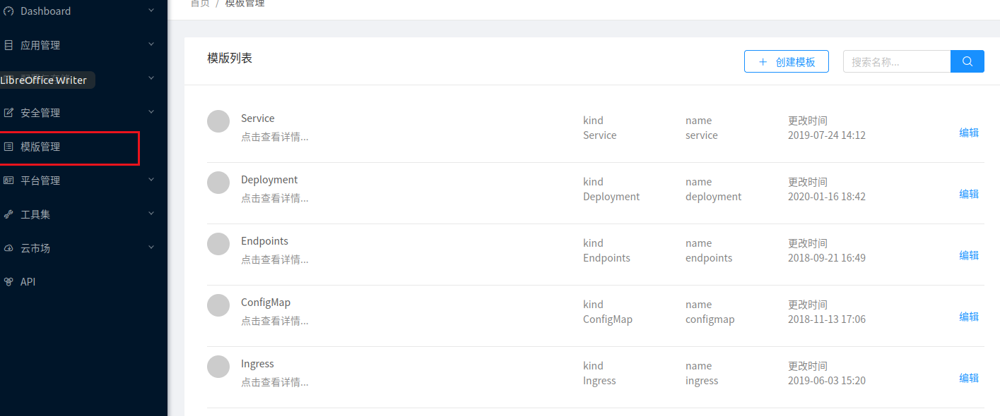 Dashboard
应用管理
LibreOffice Writer
安全管理
模版管理
平台管理
工具集
云市场
API
首页 / 模板管理
模版列表
+ 创建模板
搜索名称...
Service
点击查看详情...
kind
Service
name
service
更改时间
2019-07-24 14:12
编辑
Deployment
点击查看详情...
kind
Deployment
name
deployment
更改时间
2020-01-16 18:42
编辑
Endpoints
点击查看详情...
kind
Endpoints
name
endpoints
更改时间
2018-09-21 16:49
编辑
ConfigMap
点击查看详情...
kind
ConfigMap
name
configmap
更改时间
2018-11-13 17:06
编辑
Ingress
点击查看详情...
kind
Ingress
name
ingress
更改时间
2019-06-03 15:20
编辑